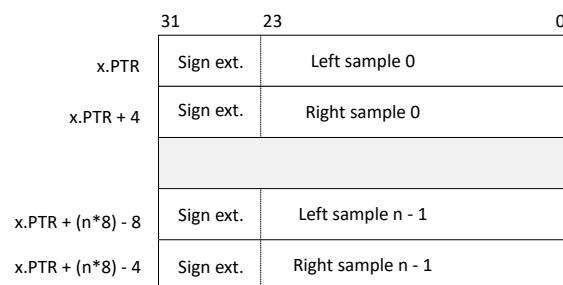 31 23 0
x.PTR Sign ext. Left sample 0
x.PTR + 4 Sign ext. Right sample 0
x.PTR + (n*8) - 8 Sign ext. Left sample n - 1
x.PTR + (n*8) - 4 Sign ext. Right sample n - 1